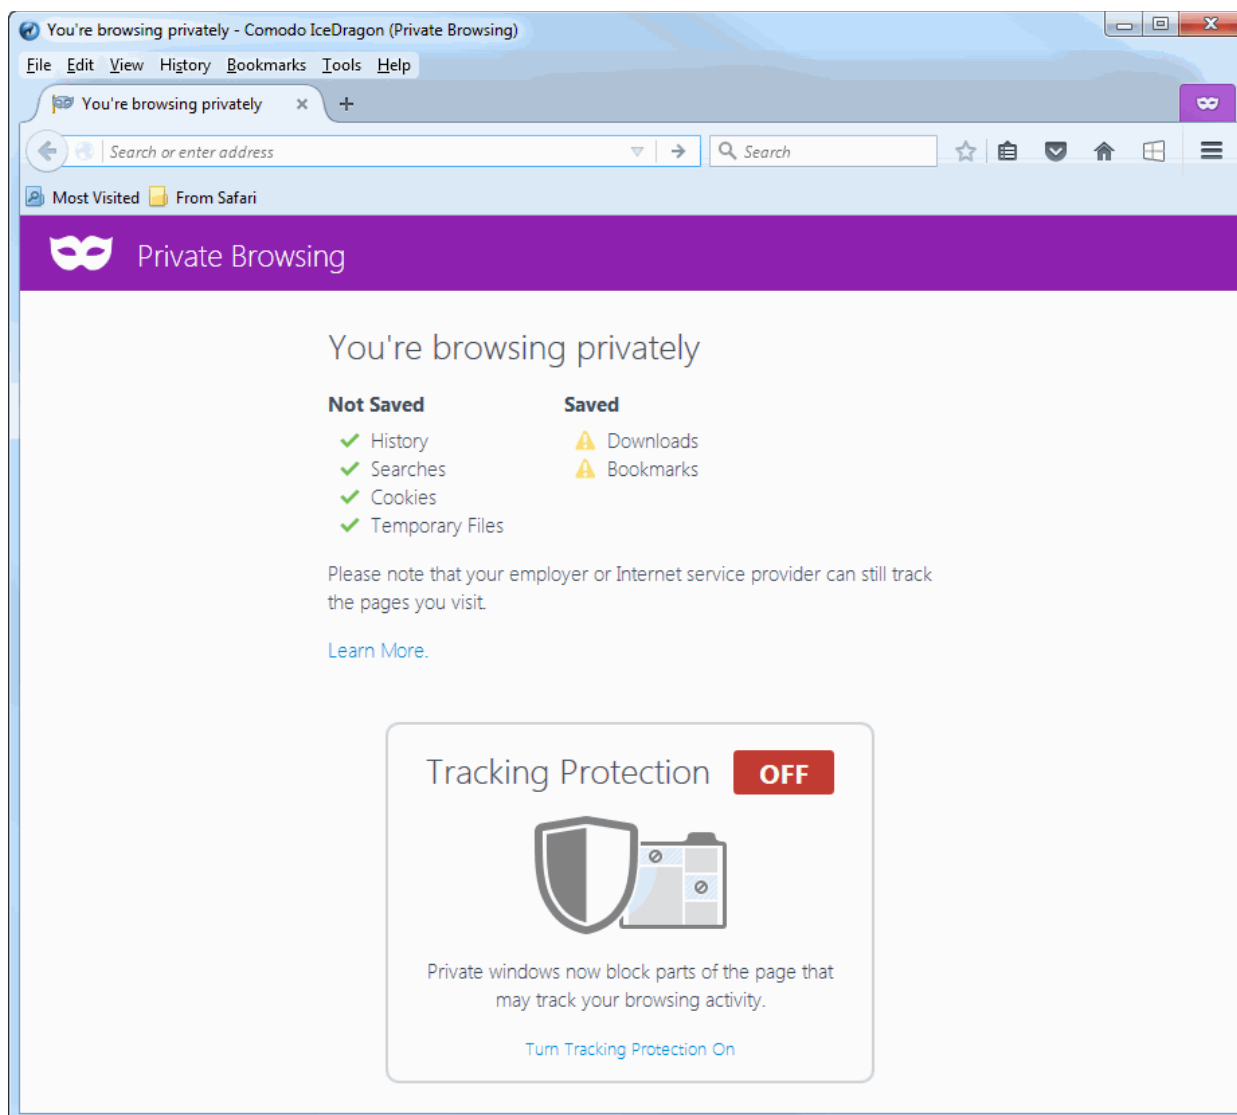 You're browsing privately - Comodo IceDragon (Private Browsing)
File Edit View History Bookmarks Tools Help
You're browsing privately
Search or enter address
Search
Most Visited From Safari
Private Browsing
You're browsing privately
Not Saved Saved
History Downloads
Searches Bookmarks
Cookies
Temporary Files
Please note that your employer or Internet service provider can still track
the pages you visit.
Learn More.
Tracking Protection OFF
Private windows now block parts of the page that
may track your browsing activity.
Turn Tracking Protection On